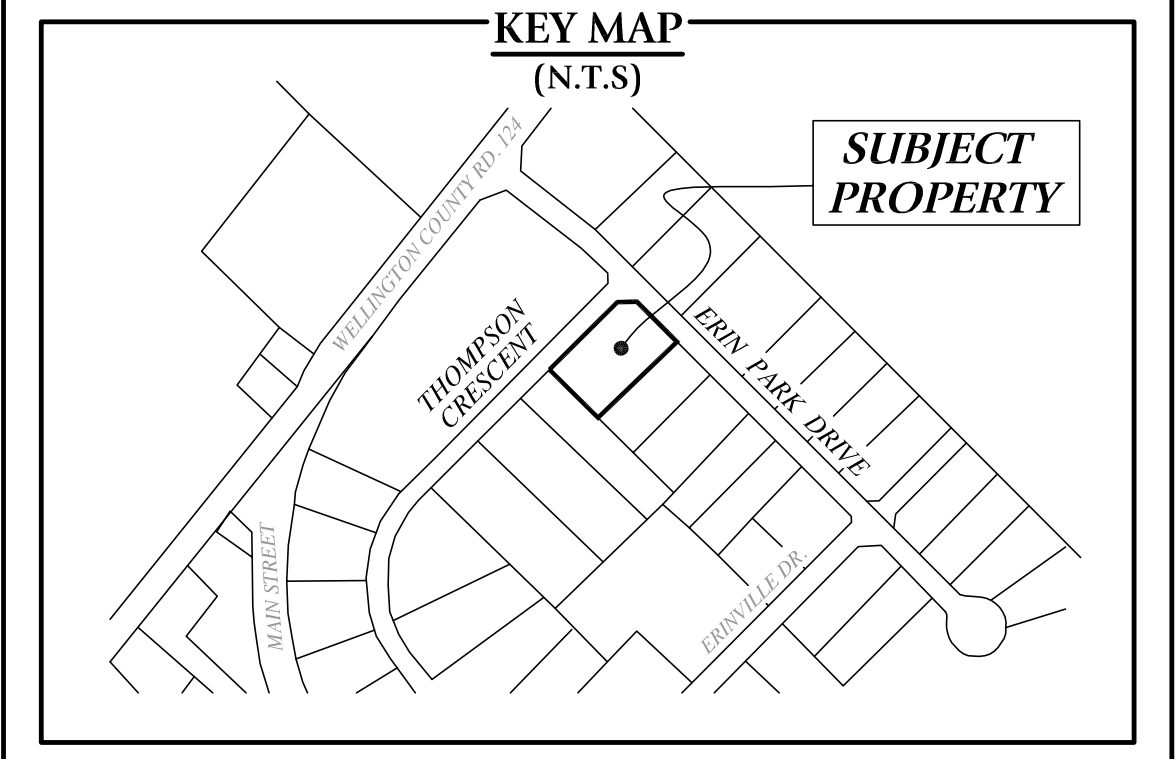 KEY MAP
(N.T.S)
SUBJECT
PROPERTY
WELLINGTON COUNTY RD. 124
THOMPSON
CRESCENT
ERIN PARK DRIVE
MAIN STREET
ERINVILLE DR.